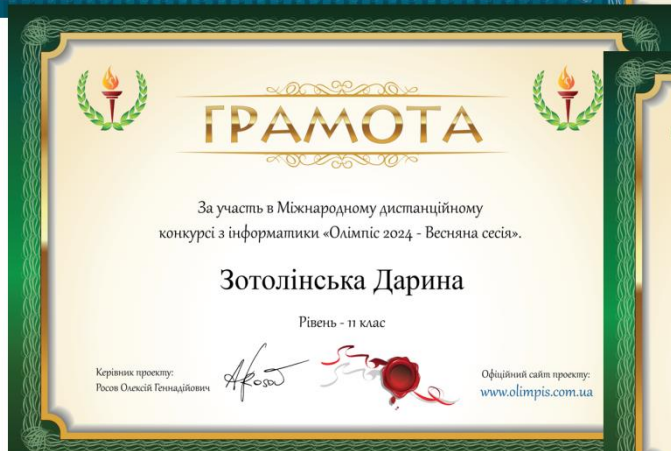 ГРАМОТА
За участь в Міжнародному дистанційному
конкурсі з інформатики «Олімпіс 2024 - Весняна сесія».
Зотолінська Дарина
Рівень - 11 клас
Керівник проекту:
Росов Олексій Геннадійович
Офіційний сайт проекту:
www.olimpis.com.ua